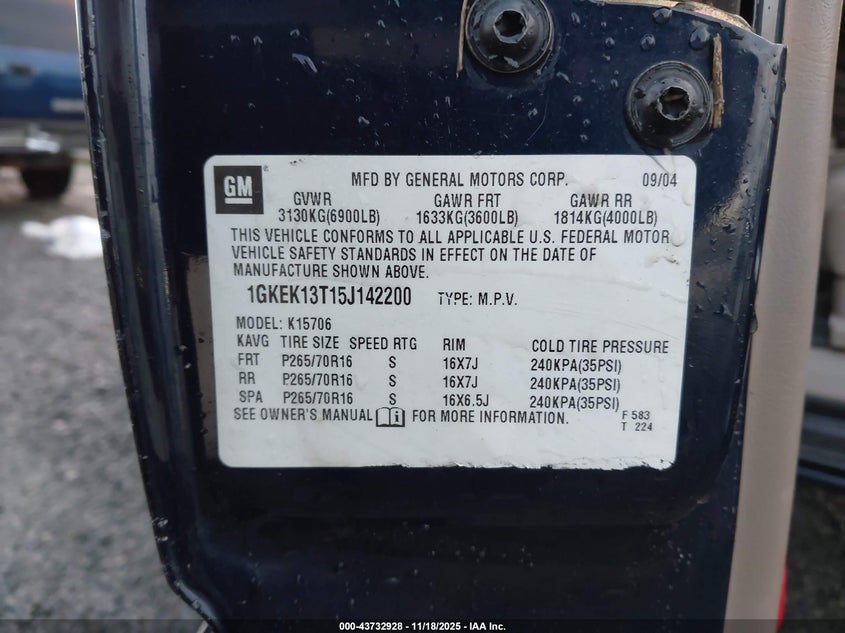 GM ® MFD BY GENERAL MOTORS CORP. 09/04
GVWR GAWR FRT GAWR RR
3130KG(6900LB) 1633KG(3600LB) 1814KG(4000LB)
THIS VEHICLE CONFORMS TO ALL APPLICABLE U.S. FEDERAL MOTOR
VEHICLE SAFETY STANDARDS IN EFFECT ON THE DATE OF
MANUFACTURE SHOWN ABOVE.
1GKEK13T15J142200 TYPE: M.P.V.
MODEL: K15706
KAVG TIRE SIZE SPEED RTG RIM COLD TIRE PRESSURE
FRT P265/70R16 S 16X7J 240KPA(35PSI)
RR P265/70R16 S 16X7J 240KPA(35PSI)
SPA P265/70R16 S 16X6.5J 240KPA(35PSI)
SEE OWNER'S MANUAL FOR MORE INFORMATION. F 583
T 224
000-43732928 - 11/18/2025 - IAA Inc.